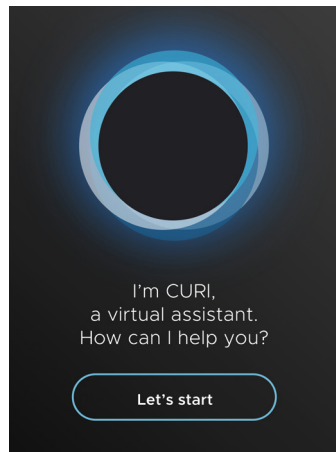 I'm CURI,
a virtual assistant.
How can I help you?
Let's start